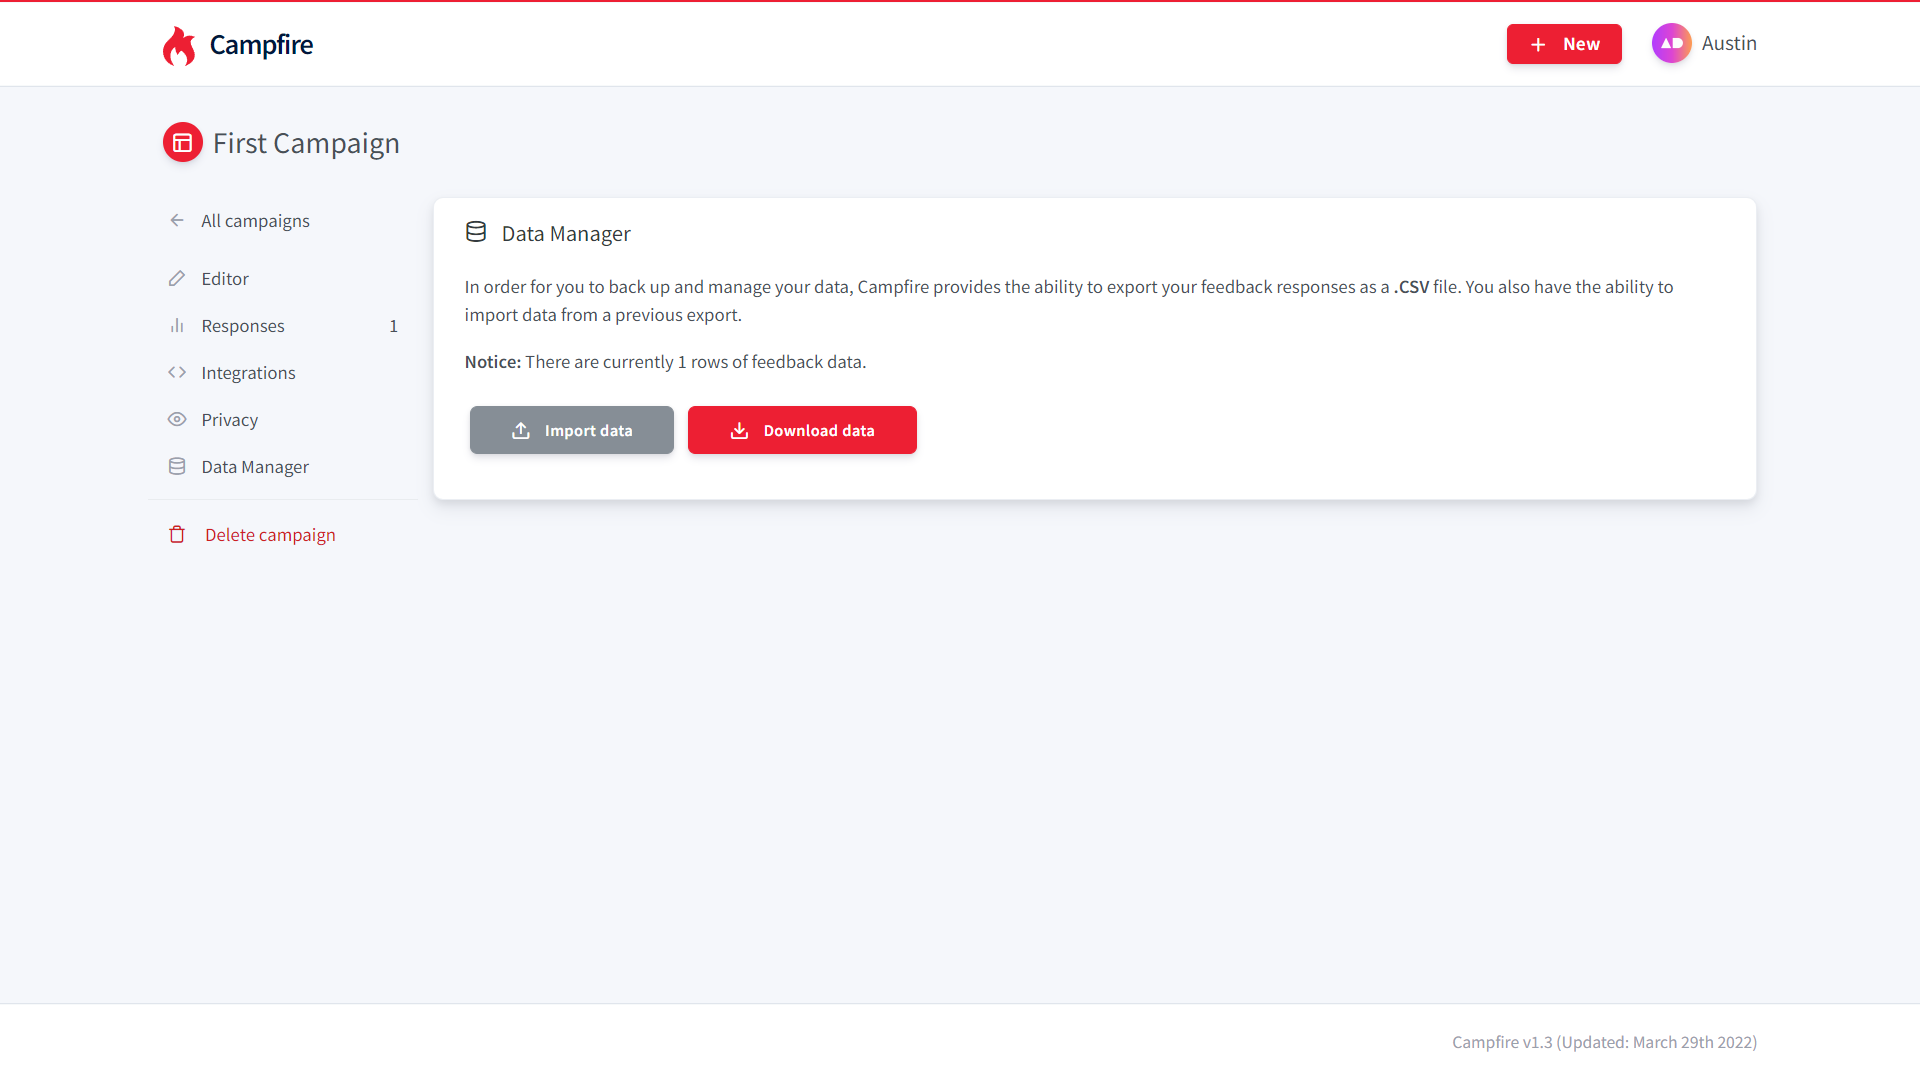 Campfire
New
AD
Austin
First Campaign
All campaigns
Editor
Responses 1
Integrations
Privacy
Data Manager
Delete campaign
Data Manager
In order for you to back up and manage your data, Campfire provides the ability to export your feedback responses as a .CSV file. You also have the ability to
import data from a previous export.
Notice: There are currently 1 rows of feedback data.
Import data
Download data
Campfire v1.3 (Updated: March 29th 2022)